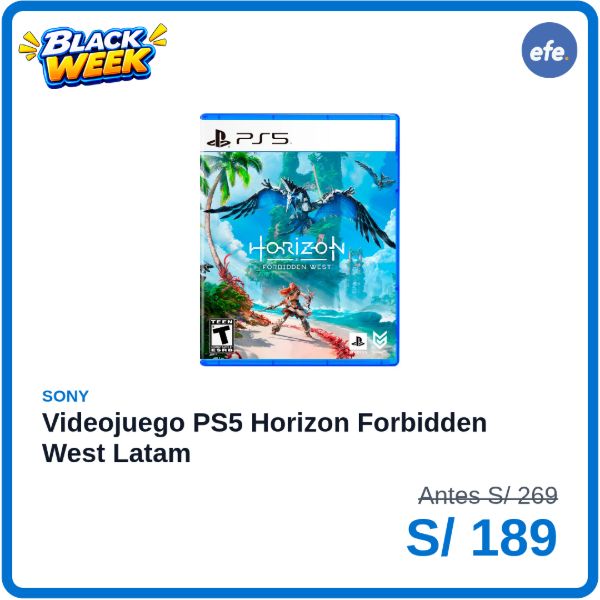 BLACK
WEEK
efe.
PS5
HORIZON
FORBIDDEN WEST
TEEN
T
ESRB
SONY
Videojuego PS5 Horizon Forbidden
West Latam
Antes S/ 269
S/ 189